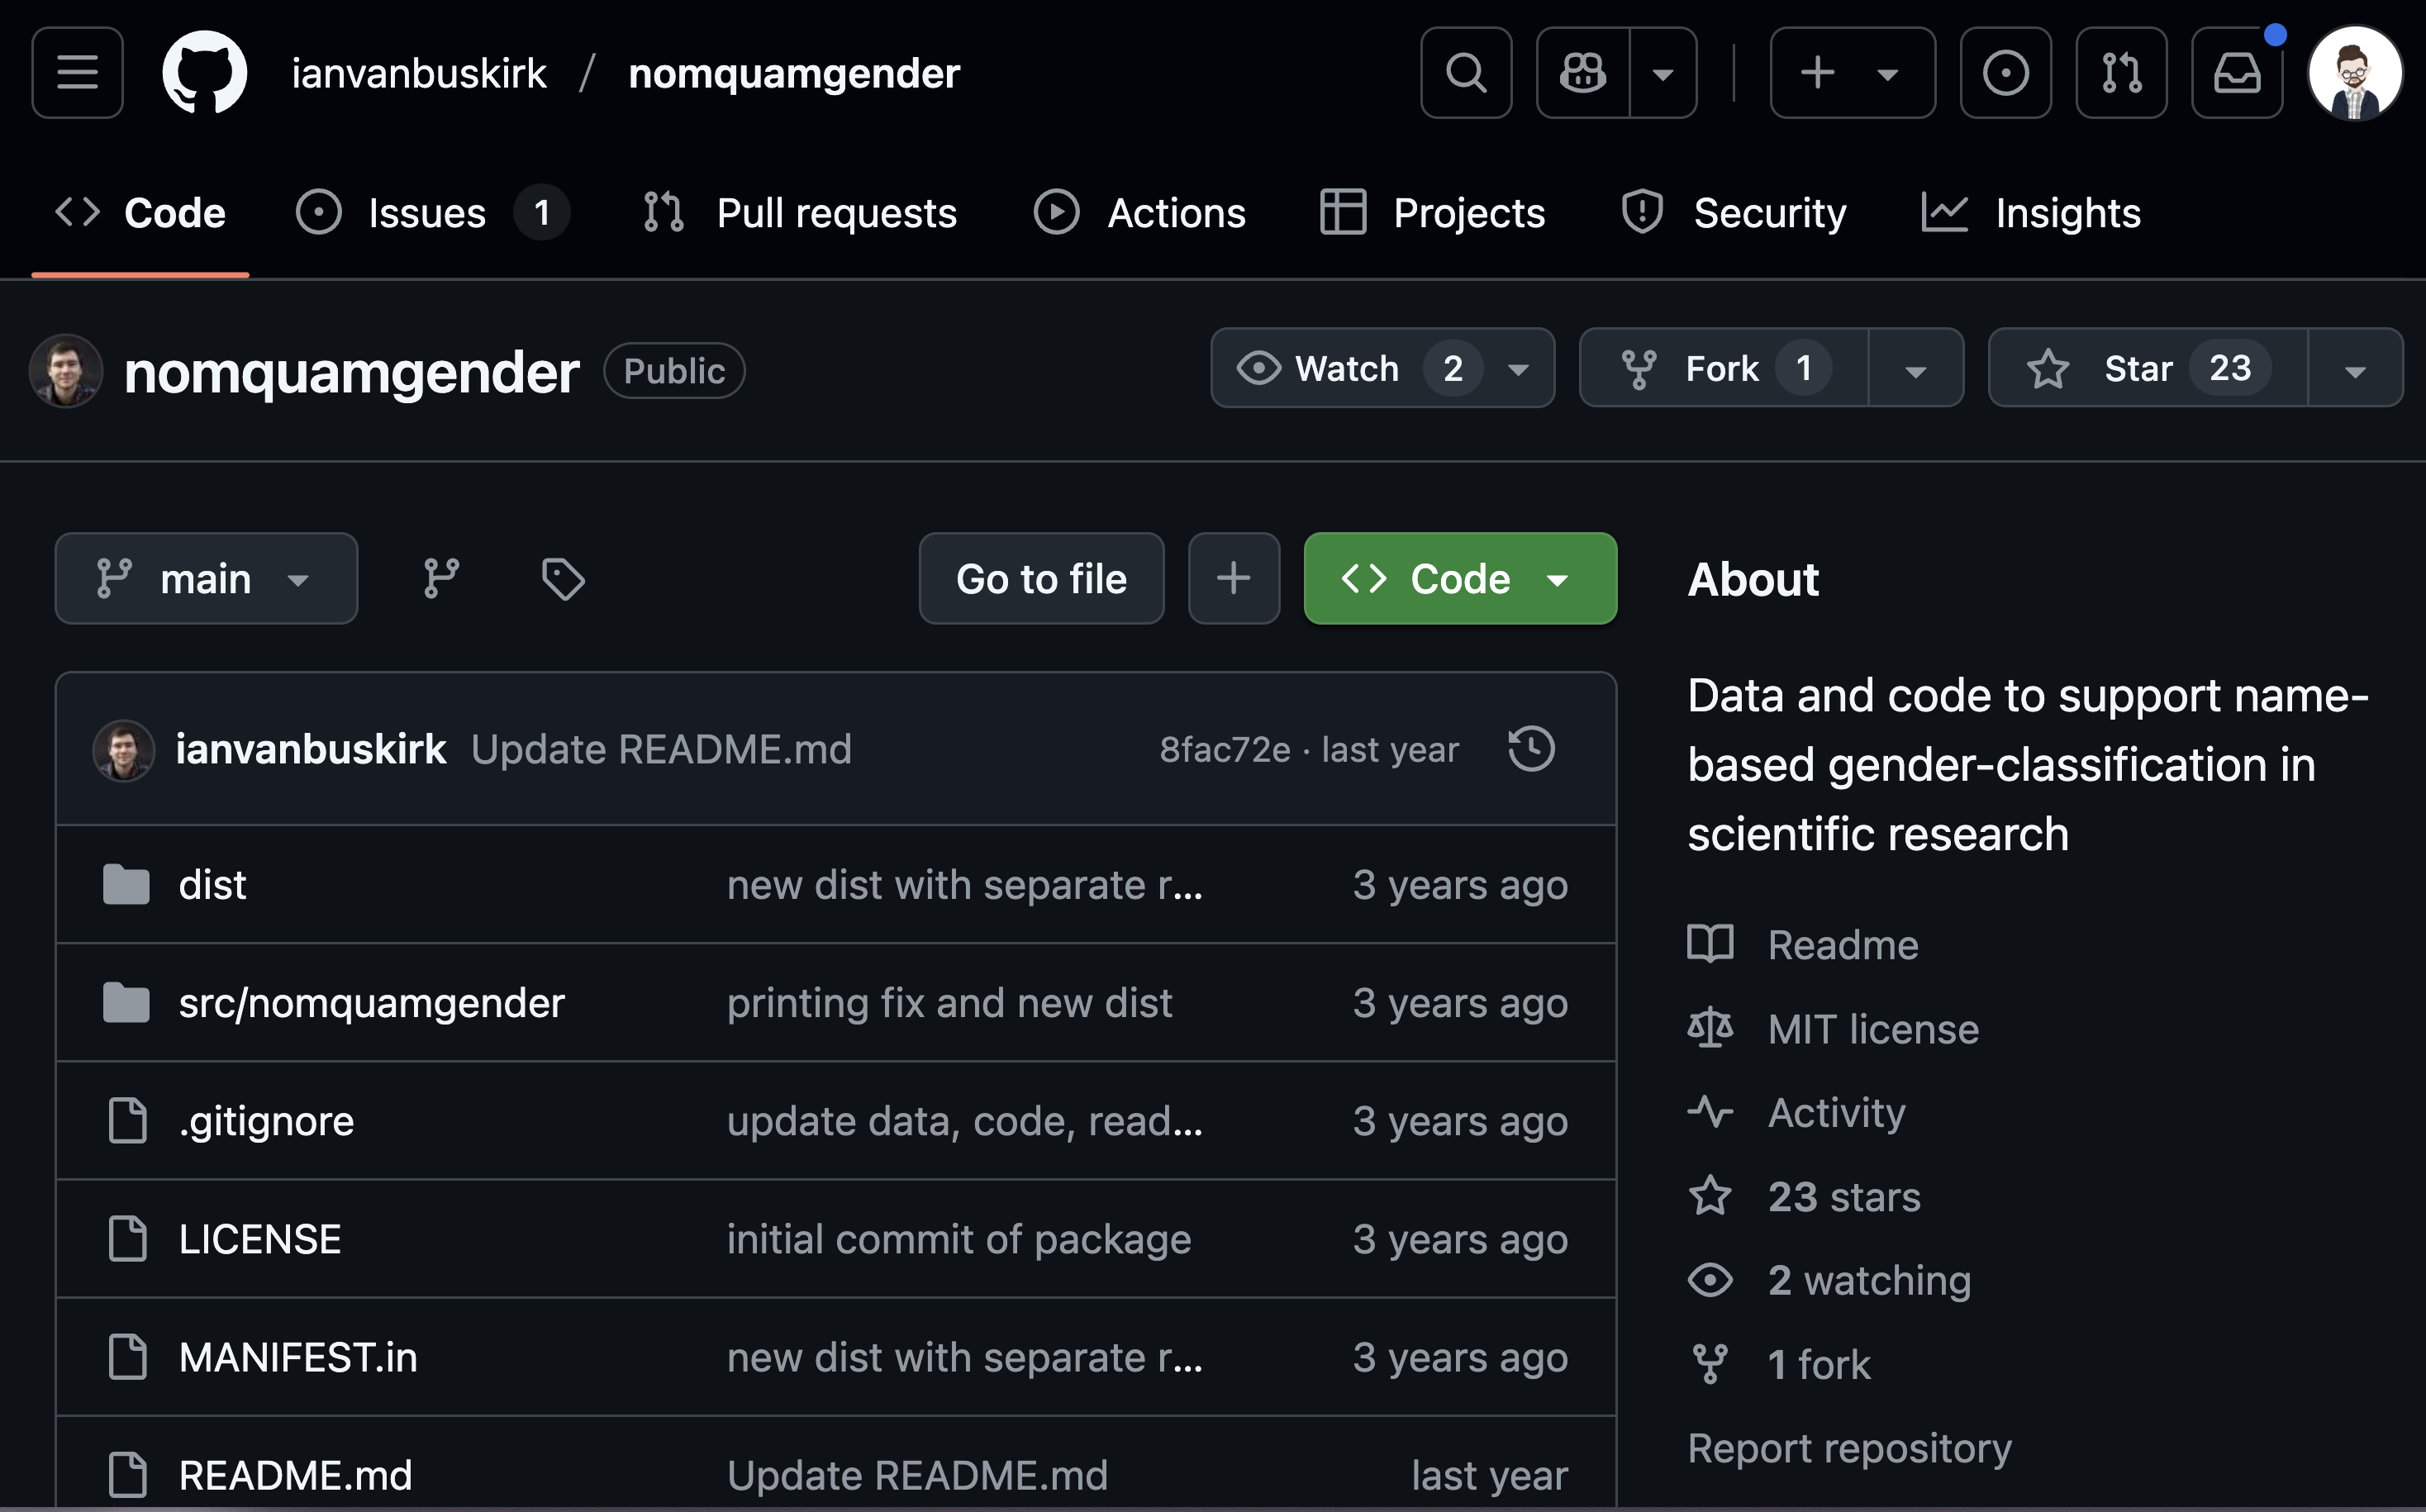 ianvanbuskirk / nomquamgender
Code Issues 1 Pull requests Actions Projects Security Insights
nomquamgender Public Watch 2 Fork 1 Star 23
main Go to file Code
ianvanbuskirk Update README.md 8fac72e · last year
dist new dist with separate r... 3 years ago
src/nomquamgender printing fix and new dist 3 years ago
.gitignore update data, code, read... 3 years ago
LICENSE initial commit of package 3 years ago
MANIFEST.in new dist with separate r... 3 years ago
README.md Update README.md last year
About
Data and code to support name-
based gender-classification in
scientific research
Readme
MIT license
Activity
23 stars
2 watching
1 fork
Report repository